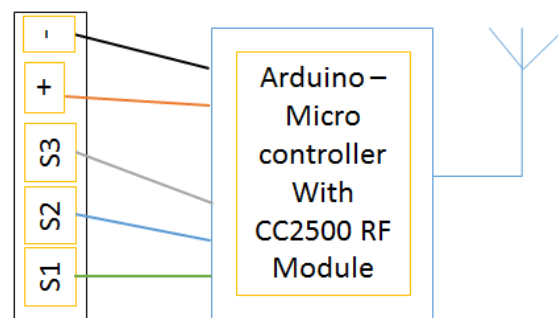 -
+
S3
S2
S1
Arduino –
Micro
controller
With
CC2500 RF
Module